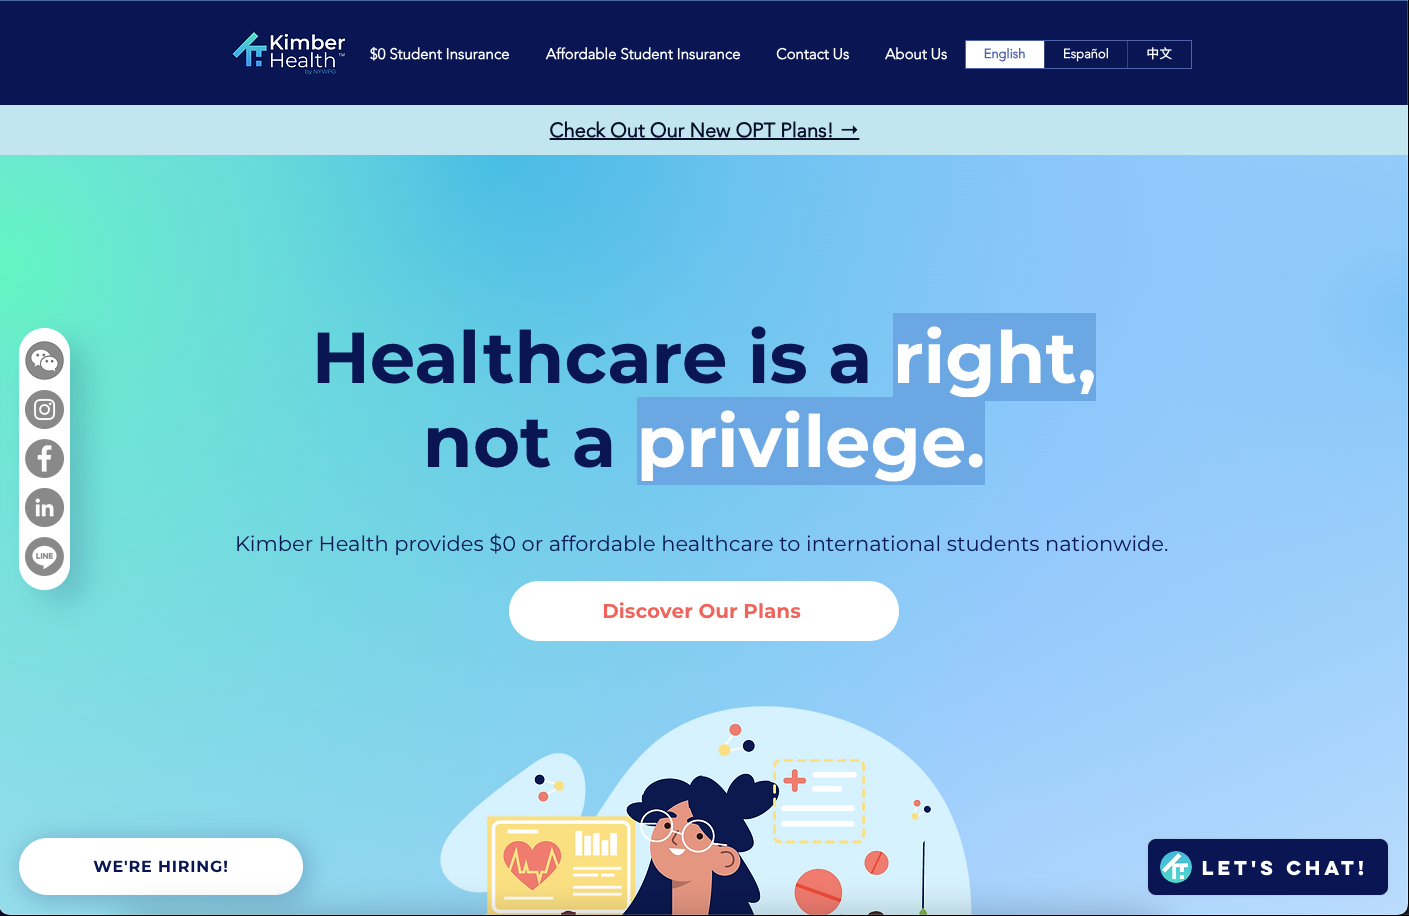 Kimber
Health™
by NYWPG
$0 Student Insurance
Affordable Student Insurance
Contact Us
About Us
English
Español
中文
Check Out Our New OPT Plans! →
Healthcare is a right,
not a privilege.
Kimber Health provides $0 or affordable healthcare to international students nationwide.
Discover Our Plans
LINE
WE'RE HIRING!
LET'S CHAT!